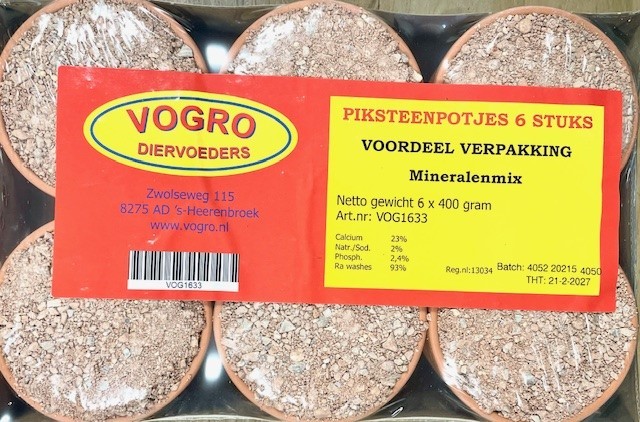 VOGRO
DIERVOEDERS
Zwolseweg 115
8275 AD 's-Heerenbroek
www.vogro.nl
VOG1633
PIKSTEENPOTJES 6 STUKS
VOORDEEL VERPAKKING
Mineralenmix
Netto gewicht 6 x 400 gram
Art.nr: VOG1633
Calcium 23%
Natr./Sod. 2%
Phosph. 2,4%
Ra washes 93%
Reg.nl:13034 Batch: 4052 20215 4050
THT: 21-2-2027